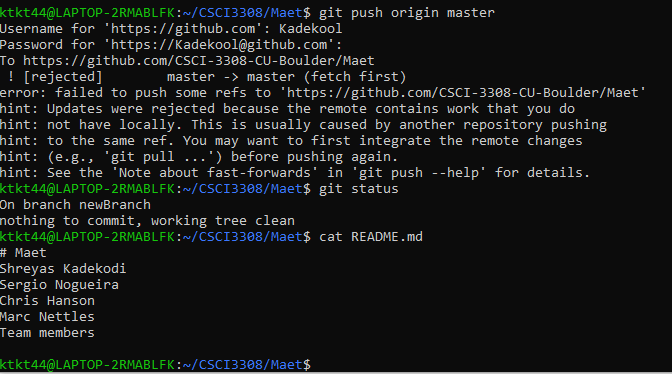 ktkt44@LAPTOP-2RMABLFK:~/CSCI3308/Maet$ git push origin master
Username for 'https://github.com': Kadekool
Password for 'https://Kadekool@github.com':
To https://github.com/CSCI-3308-CU-Boulder/Maet
 ! [rejected]        master -> master (fetch first)
error: failed to push some refs to 'https://github.com/CSCI-3308-CU-Boulder/Maet'
hint: Updates were rejected because the remote contains work that you do
hint: not have locally. This is usually caused by another repository pushing
hint: to the same ref. You may want to first integrate the remote changes
hint: (e.g., 'git pull ...') before pushing again.
hint: See the 'Note about fast-forwards' in 'git push --help' for details.
ktkt44@LAPTOP-2RMABLFK:~/CSCI3308/Maet$ git status
On branch newBranch
nothing to commit, working tree clean
ktkt44@LAPTOP-2RMABLFK:~/CSCI3308/Maet$ cat README.md
# Maet
Shreyas Kadekodi
Sergio Nogueira
Chris Hanson
Marc Nettles
Team members
ktkt44@LAPTOP-2RMABLFK:~/CSCI3308/Maet$